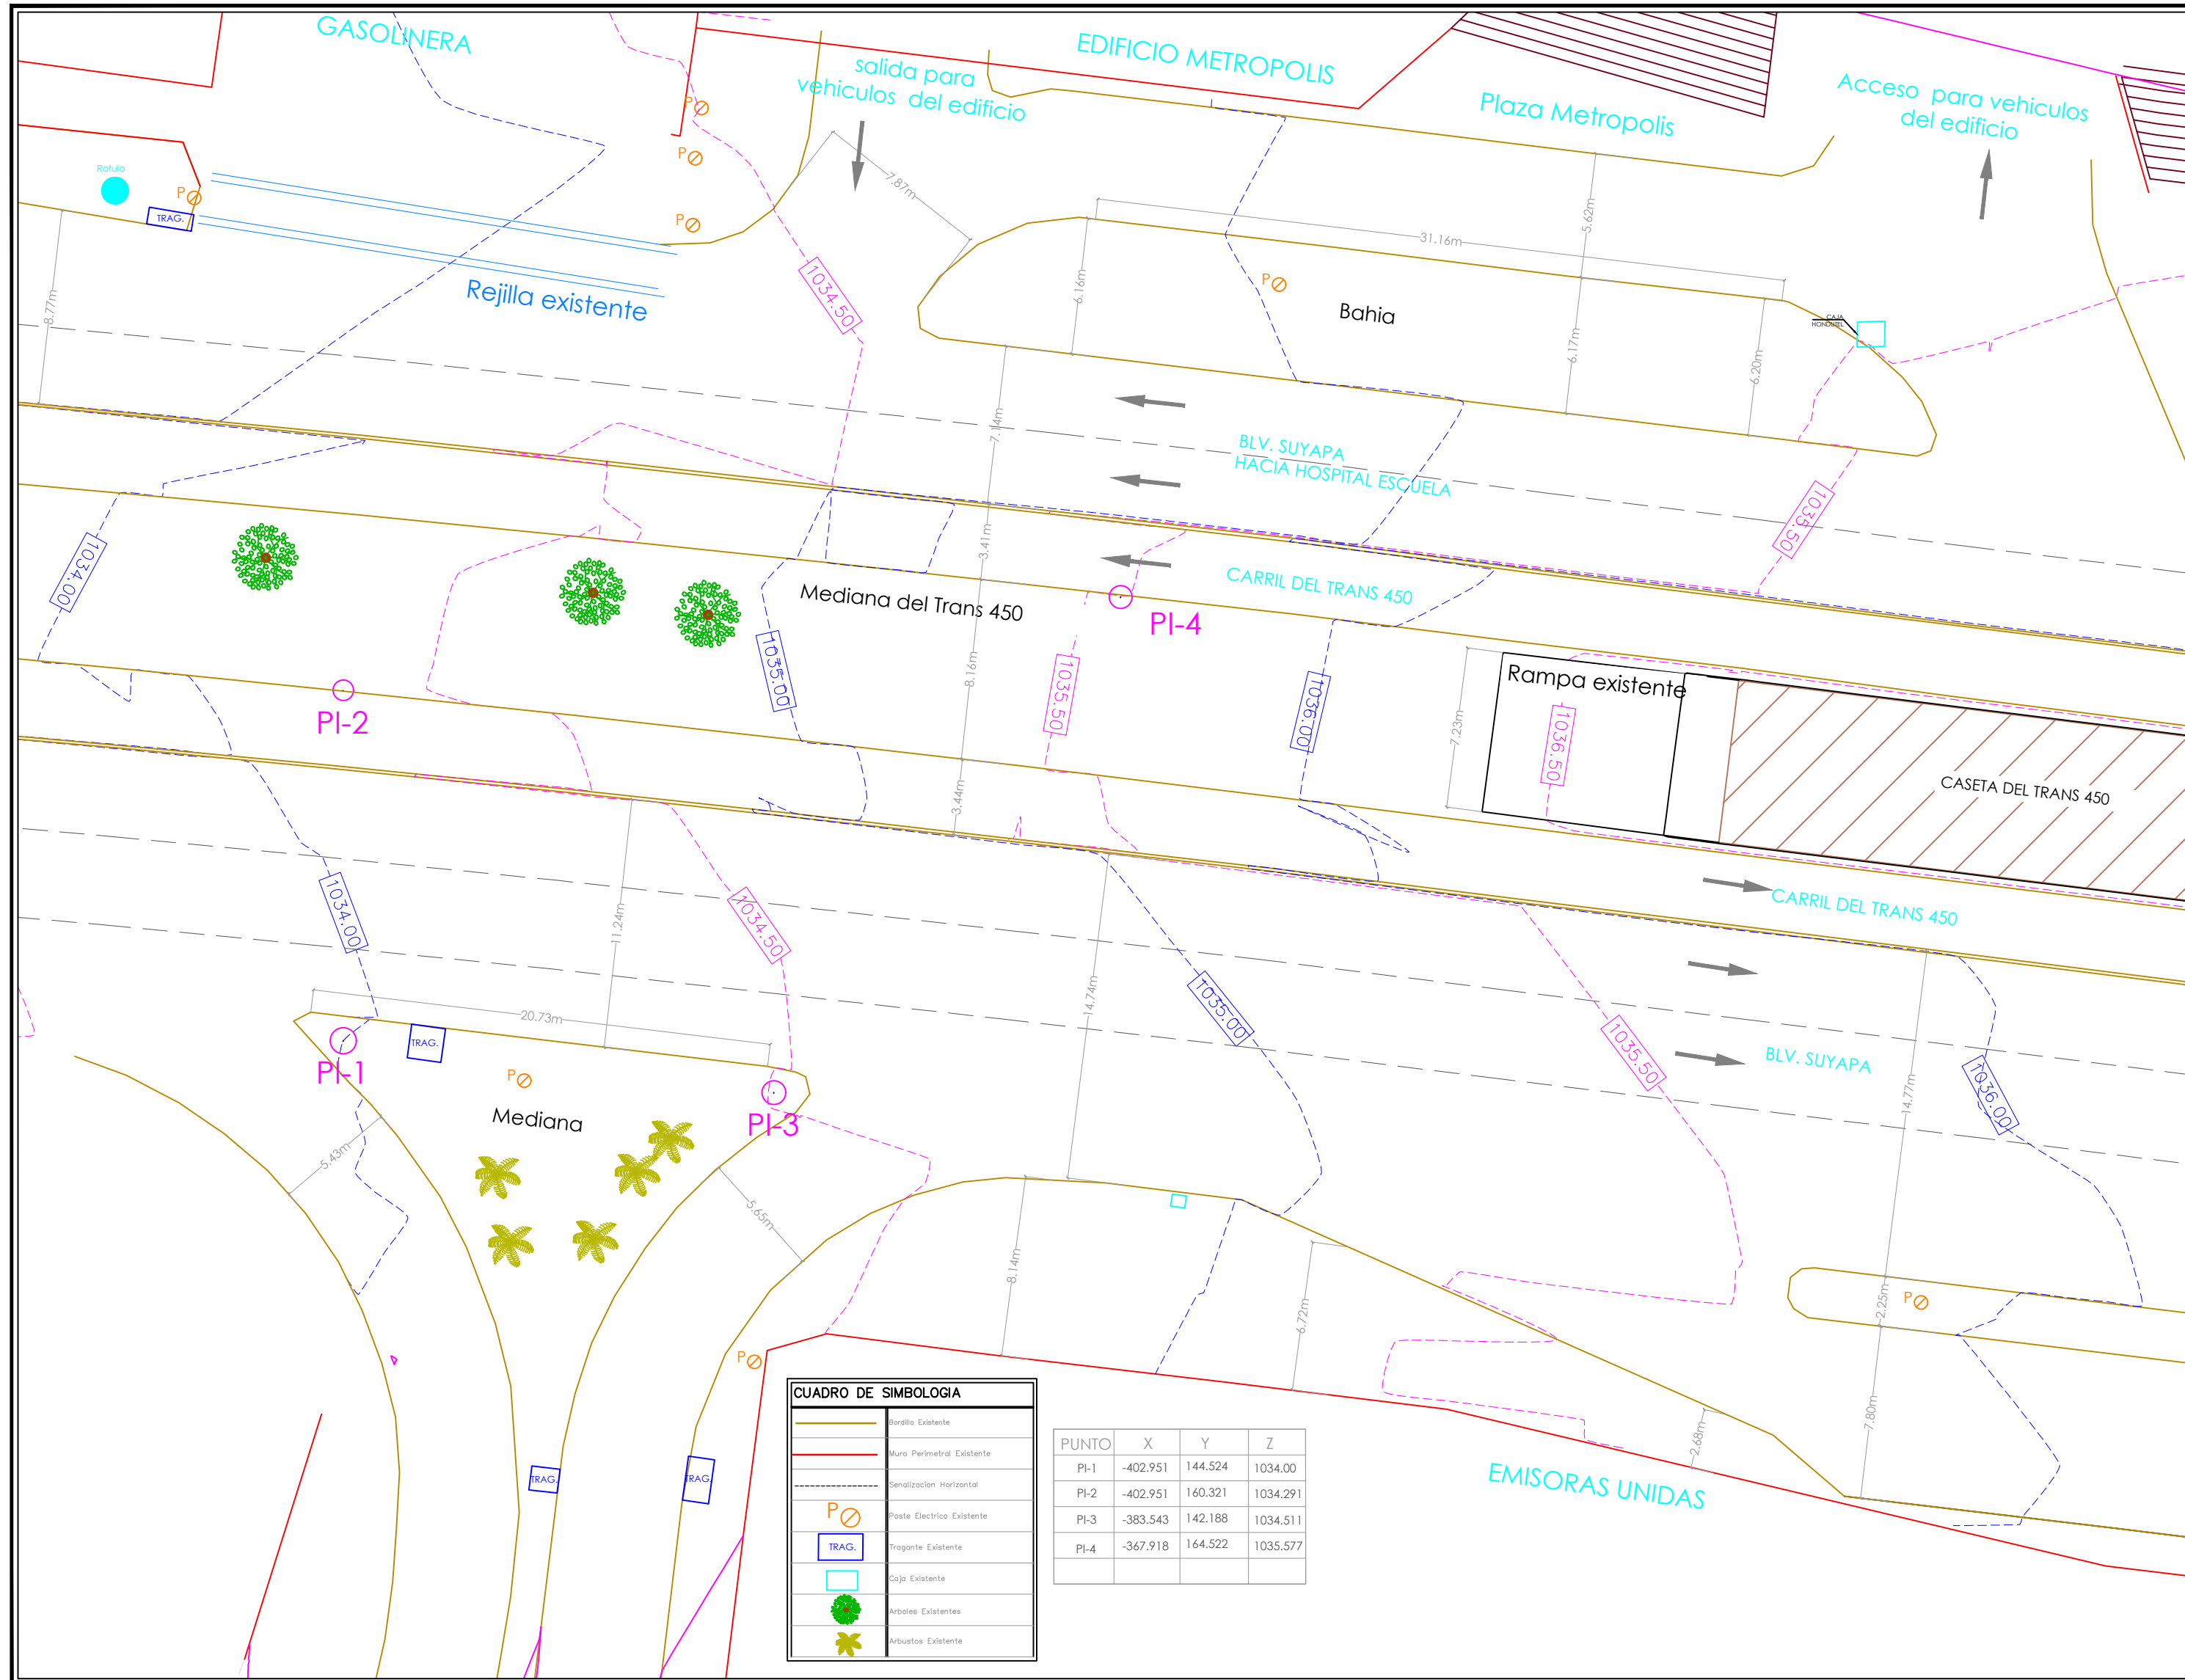 GASOLINERA
salida para
vehiculos del edificio
EDIFICIO METROPOLIS
Plaza Metropolis
Acceso para vehiculos
del edificio
Rotulo
P
P
P
P
TRAG.
7.87m
31.16m
5.62m
8.77m
Rejilla existente
1034.50
6.16m
P
Bahia
6.17m
6.20m
CAJA
HONDUTEL
7.14m
BLV. SUYAPA
HACIA HOSPITAL ESCUELA
1035.50
3.41m
1034.00
CARRIL DEL TRANS 450
Mediana del Trans 450
PI-4
PI-2
1035.00
8.16m
1035.50
1036.00
7.23m
Rampa existente
1036.50
CASETA DEL TRANS 450
3.44m
1034.00
11.24m
1034.50
CARRIL DEL TRANS 450
14.74m
1035.00
20.73m
1035.50
BLV. SUYAPA
14.77m
1036.00
PI-1
TRAG.
P
Mediana
PI-3
5.43m
5.65m
8.14m
6.72m
2.25m
P
P
7.80m
2.68m
EMISORAS UNIDAS
TRAG.
TRAG.
CUADRO DE SIMBOLOGIA
Bordillo Existente
Muro Perimetral Existente
Senalizacion Horizontal
P Poste Electrico Existente
TRAG. Tragante Existente
Caja Existente
Arboles Existentes
Arbustos Existente
PUNTO X Y Z
PI-1 -402.951 144.524 1034.00
PI-2 -402.951 160.321 1034.291
PI-3 -383.543 142.188 1034.511
PI-4 -367.918 164.522 1035.577